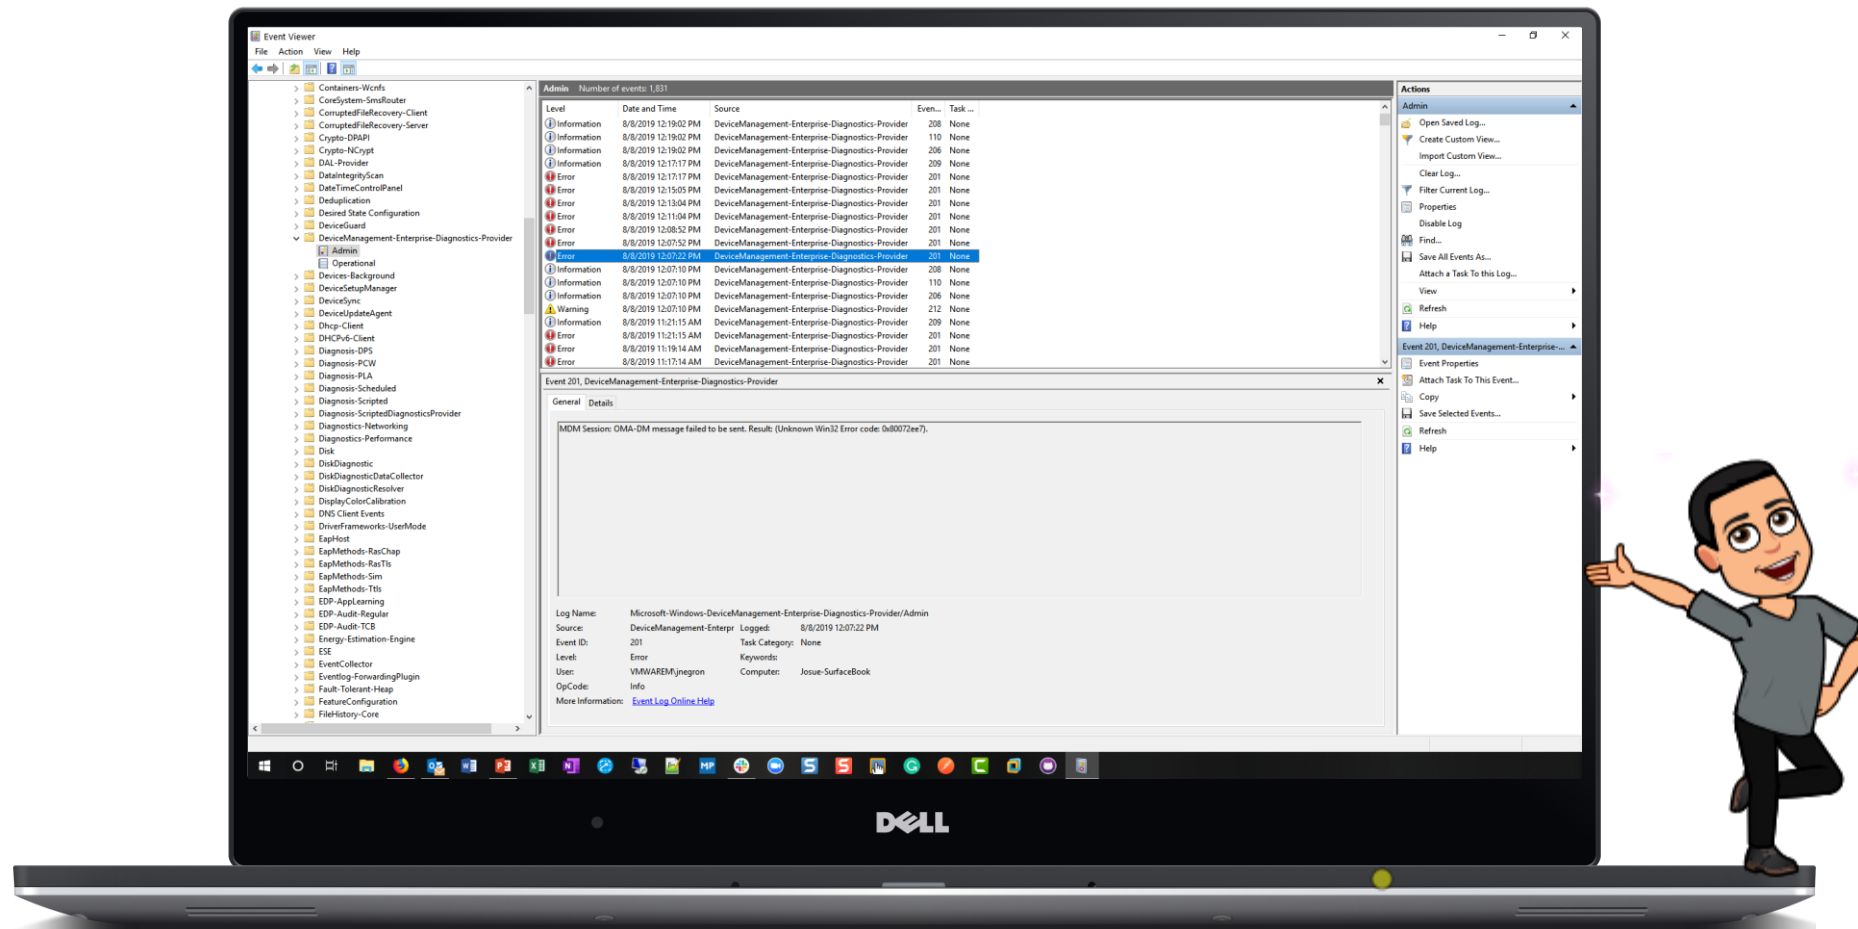 Event Viewer
File Action View Help
Containers-Wcnfs
CoreSystem-SmsRouter
CorruptedFileRecovery-Client
CorruptedFileRecovery-Server
Crypto-DPAPI
Crypto-NCrypt
DAL-Provider
DataIntegrityScan
DateTimeControlPanel
Deduplication
Desired State Configuration
DeviceGuard
DeviceManagement-Enterprise-Diagnostics-Provider
Admin
Operational
Devices-Background
DeviceSetupManager
DeviceSync
DeviceUpdateAgent
Dhcp-Client
DHCPv6-Client
Diagnosis-DPS
Diagnosis-PCW
Diagnosis-PLA
Diagnosis-Scheduled
Diagnosis-Scripted
Diagnosis-ScriptedDiagnosticsProvider
Diagnostics-Networking
Diagnostics-Performance
Disk
DiskDiagnostic
DiskDiagnosticDataCollector
DiskDiagnosticResolver
DisplayColorCalibration
DNS Client Events
DriverFrameworks-UserMode
EapHost
EapMethods-RasChap
EapMethods-RasTls
EapMethods-Sim
EapMethods-Ttls
EDP-AppLearning
EDP-Audit-Regular
EDP-Audit-TCB
Energy-Estimation-Engine
ESE
EventCollector
Eventlog-ForwardingPlugin
Fault-Tolerant-Heap
FeatureConfiguration
FileHistory-Core
Admin Number of events: 1,831
Level Date and Time Source Even... Task ...
Information 8/8/2019 12:19:02 PM DeviceManagement-Enterprise-Diagnostics-Provider 208 None
Information 8/8/2019 12:19:02 PM DeviceManagement-Enterprise-Diagnostics-Provider 110 None
Information 8/8/2019 12:19:02 PM DeviceManagement-Enterprise-Diagnostics-Provider 206 None
Information 8/8/2019 12:17:17 PM DeviceManagement-Enterprise-Diagnostics-Provider 209 None
Error 8/8/2019 12:17:17 PM DeviceManagement-Enterprise-Diagnostics-Provider 201 None
Error 8/8/2019 12:15:05 PM DeviceManagement-Enterprise-Diagnostics-Provider 201 None
Error 8/8/2019 12:13:04 PM DeviceManagement-Enterprise-Diagnostics-Provider 201 None
Error 8/8/2019 12:11:04 PM DeviceManagement-Enterprise-Diagnostics-Provider 201 None
Error 8/8/2019 12:08:52 PM DeviceManagement-Enterprise-Diagnostics-Provider 201 None
Error 8/8/2019 12:07:52 PM DeviceManagement-Enterprise-Diagnostics-Provider 201 None
Error 8/8/2019 12:07:22 PM DeviceManagement-Enterprise-Diagnostics-Provider 201 None
Information 8/8/2019 12:07:10 PM DeviceManagement-Enterprise-Diagnostics-Provider 208 None
Information 8/8/2019 12:07:10 PM DeviceManagement-Enterprise-Diagnostics-Provider 110 None
Information 8/8/2019 12:07:10 PM DeviceManagement-Enterprise-Diagnostics-Provider 206 None
Warning 8/8/2019 12:07:10 PM DeviceManagement-Enterprise-Diagnostics-Provider 212 None
Information 8/8/2019 11:21:15 AM DeviceManagement-Enterprise-Diagnostics-Provider 209 None
Error 8/8/2019 11:21:15 AM DeviceManagement-Enterprise-Diagnostics-Provider 201 None
Error 8/8/2019 11:19:14 AM DeviceManagement-Enterprise-Diagnostics-Provider 201 None
Error 8/8/2019 11:17:14 AM DeviceManagement-Enterprise-Diagnostics-Provider 201 None
Event 201, DeviceManagement-Enterprise-Diagnostics-Provider
General Details
MDM Session: OMA-DM message failed to be sent. Result: (Unknown Win32 Error code: 0x80072ee7).
Log Name: Microsoft-Windows-DeviceManagement-Enterprise-Diagnostics-Provider/Admin
Source: DeviceManagement-Enterpr Logged: 8/8/2019 12:07:22 PM
Event ID: 201 Task Category: None
Level: Error Keywords:
User: VMWAREM\jnegron Computer: Josue-SurfaceBook
OpCode: Info
More Information: Event Log Online Help
Actions
Admin
Open Saved Log...
Create Custom View...
Import Custom View...
Clear Log...
Filter Current Log...
Properties
Disable Log
Find...
Save All Events As...
Attach a Task To this Log...
View
Refresh
Help
Event 201, DeviceManagement-Enterprise-...
Event Properties
Attach Task To This Event...
Copy
Save Selected Events...
Refresh
Help
MP
DELL